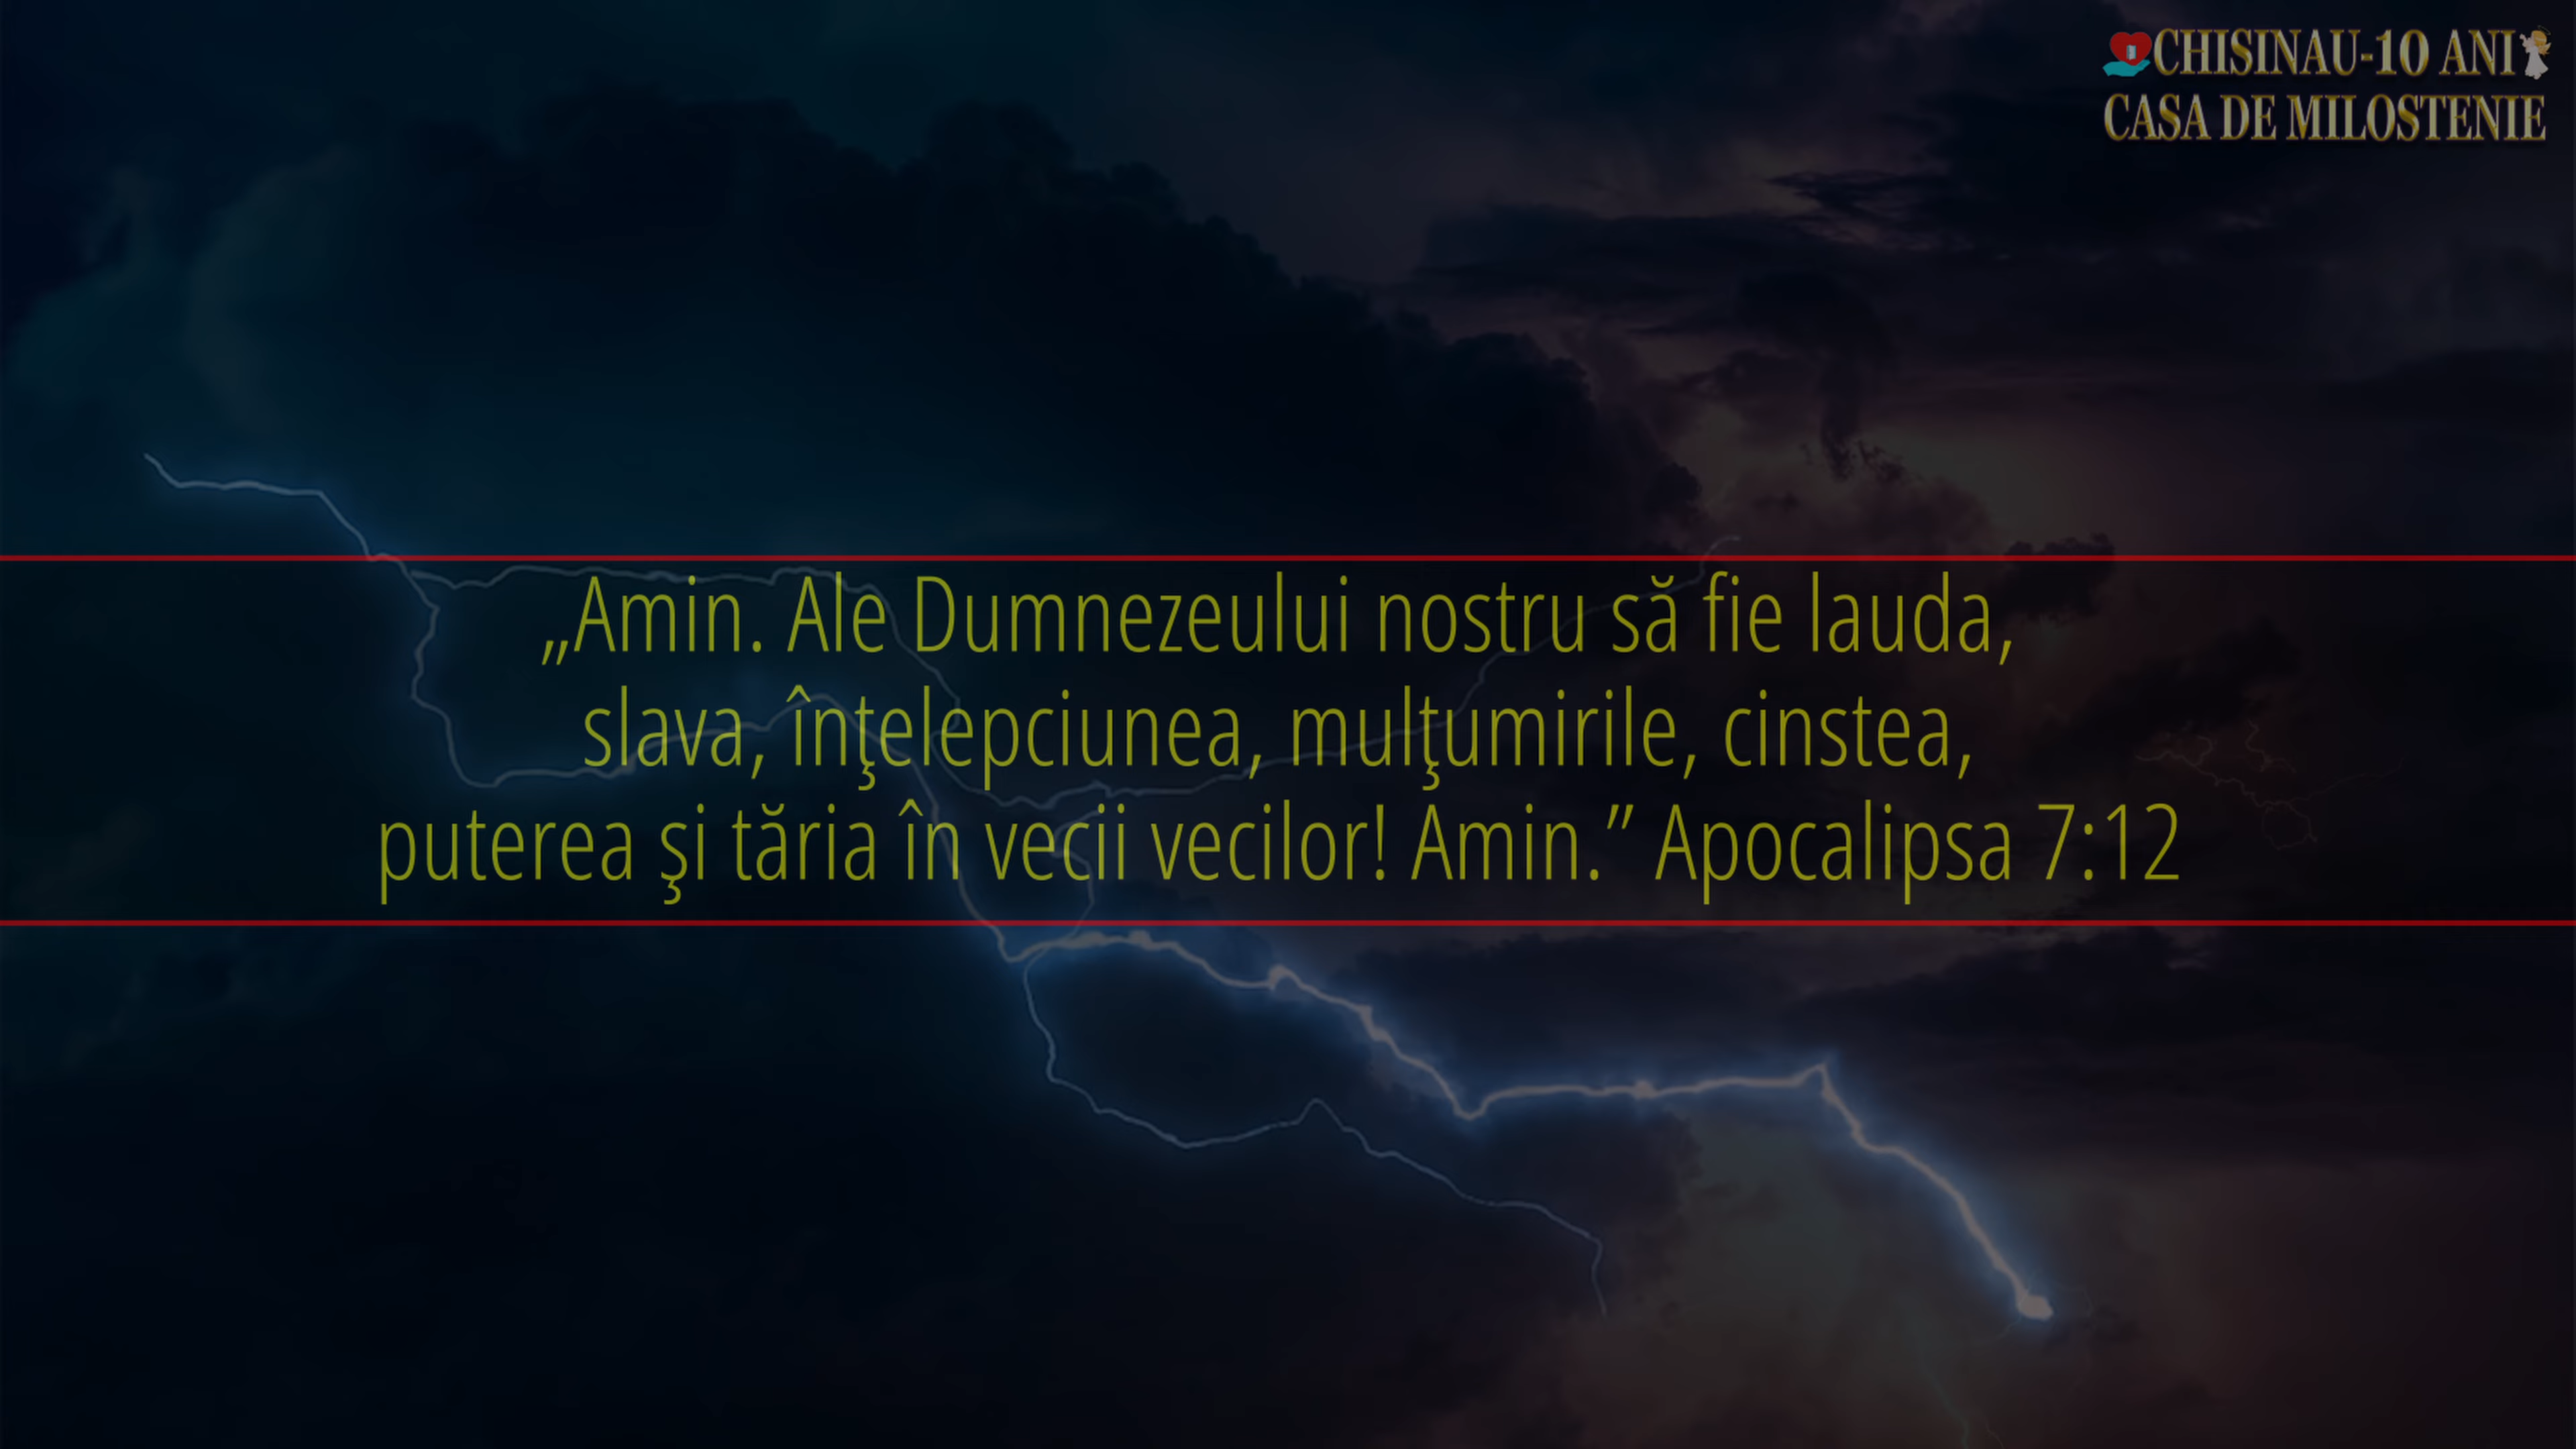 CHISINAU-10 ANI
CASA DE MILOSTENIE
„Amin. Ale Dumnezeului nostru să fie lauda,
slava, înţelepciunea, mulţumirile, cinstea,
puterea şi tăria în vecii vecilor! Amin.” Apocalipsa 7:12